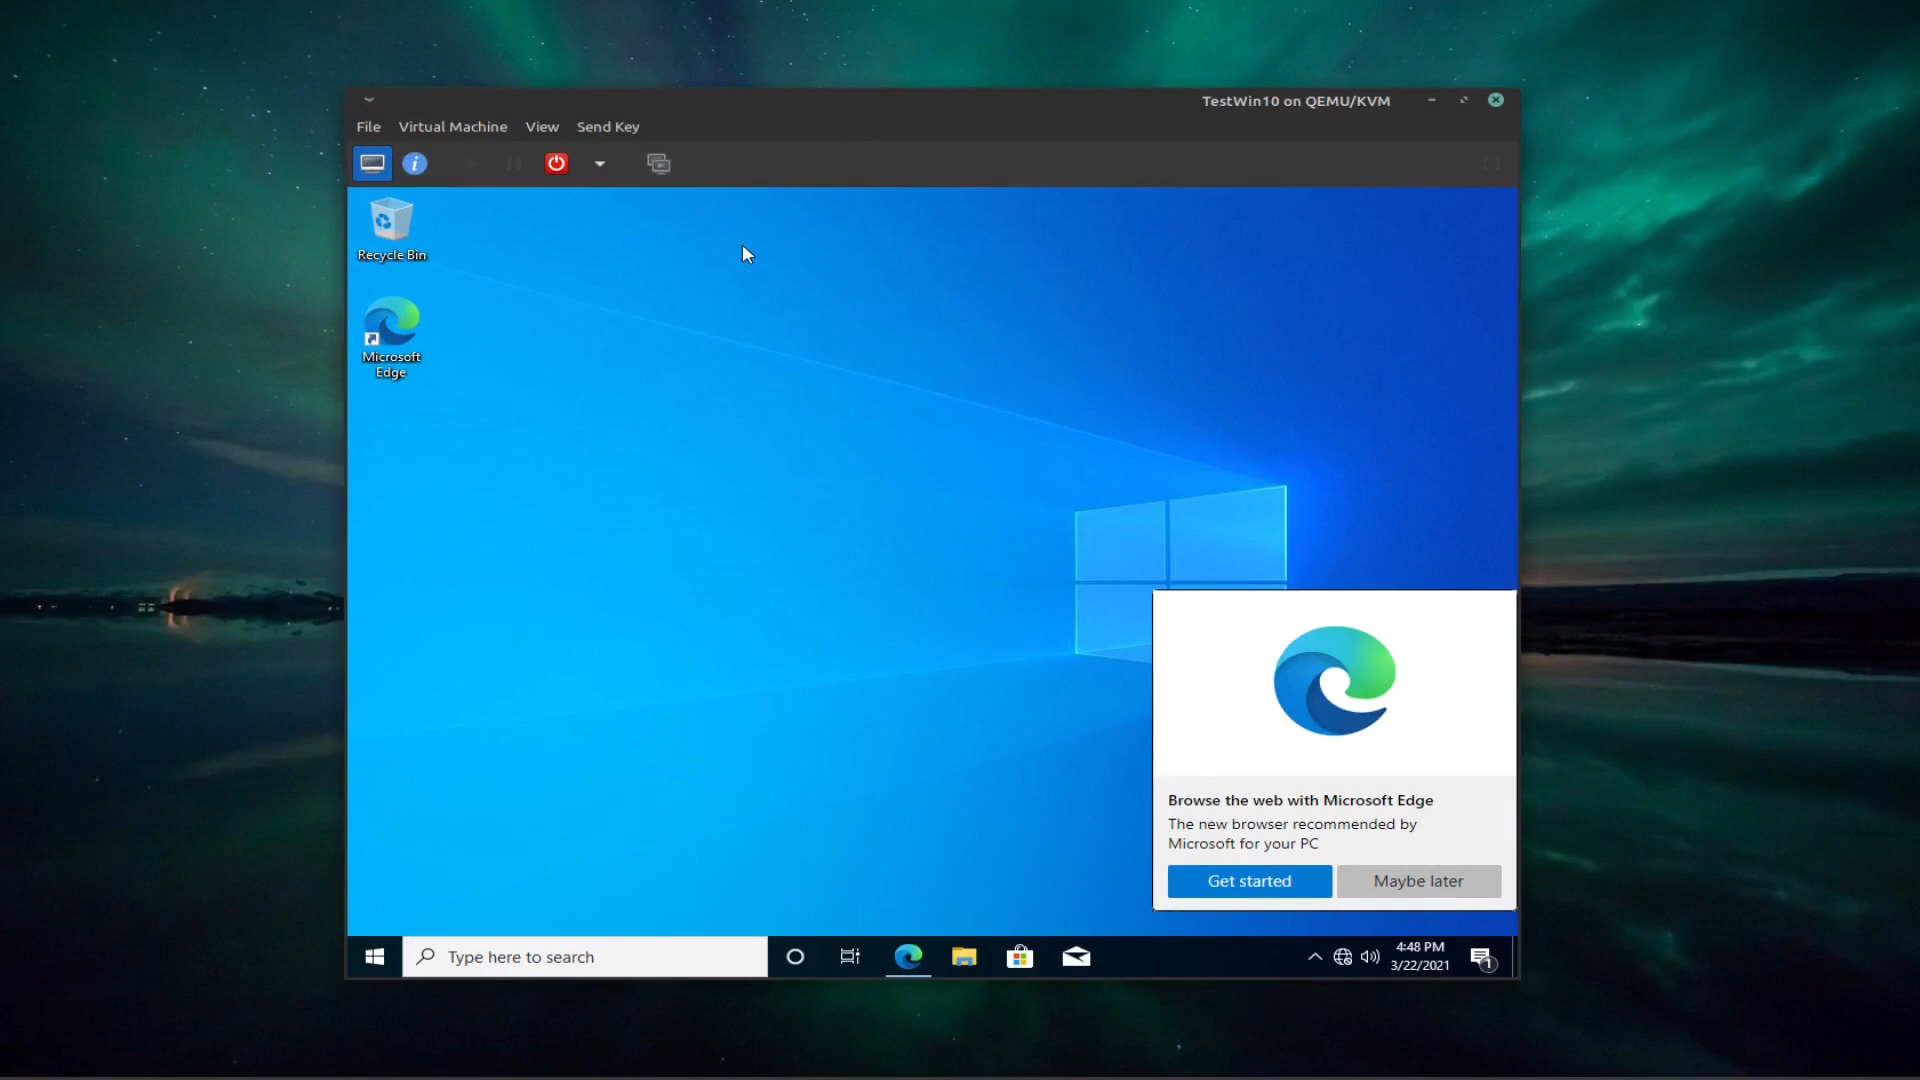 TestWin10 on QEMU/KVM
File Virtual Machine View Send Key
Recycle Bin
Microsoft
Edge
Browse the web with Microsoft Edge
The new browser recommended by
Microsoft for your PC
Get started Maybe later
Type here to search
4:48 PM
3/22/2021
1